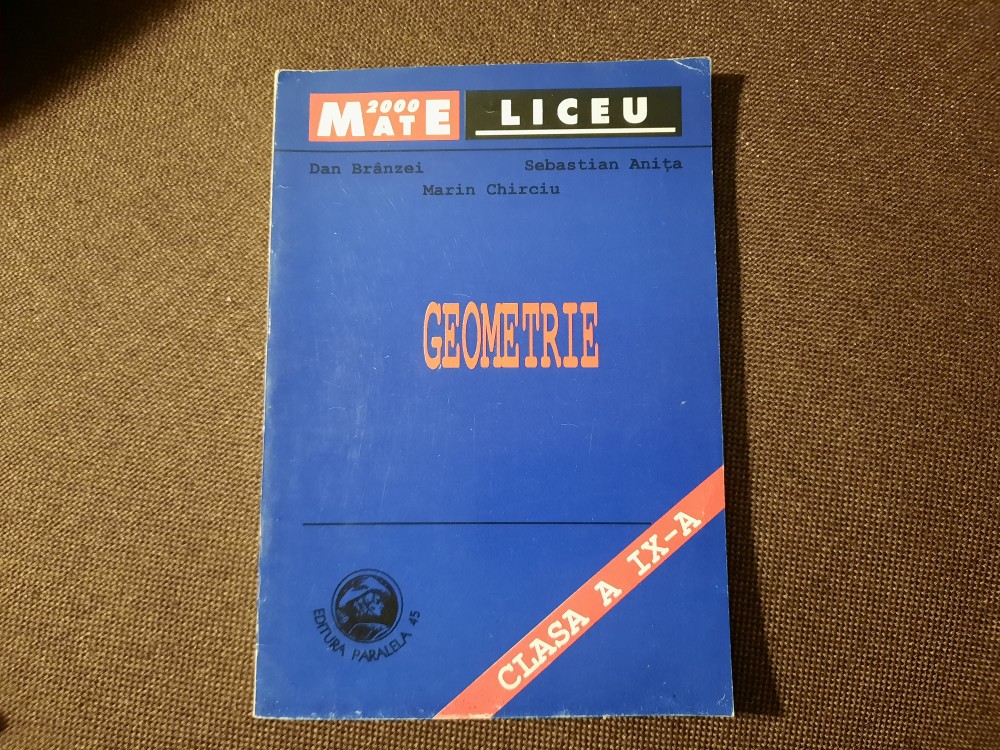 2000
MATE LICEU
Dan Brânzei Sebastian Anița
Marin Chirciu
GEOMETRIE
CLASA A IX-A
EDITURA PARALELA 45